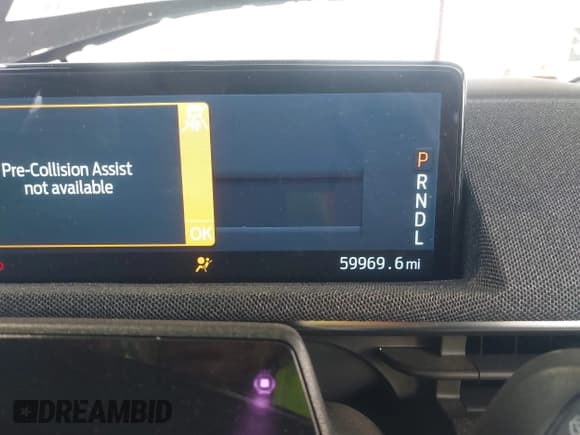 Pre-Collision Assist
not available
OK
P
R
N
D
L
59969.6 mi
DREAMBID